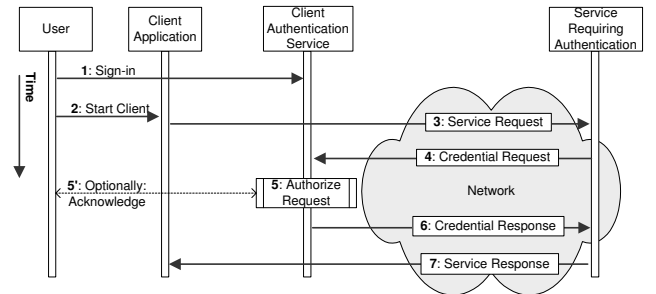 User
Client
Application
Client
Authentication
Service
Service
Requiring
Authentication
Time
1: Sign-in
2: Start Client
3: Service Request
4: Credential Request
5': Optionally:
Acknowledge
5: Authorize
Request
Network
6: Credential Response
7: Service Response